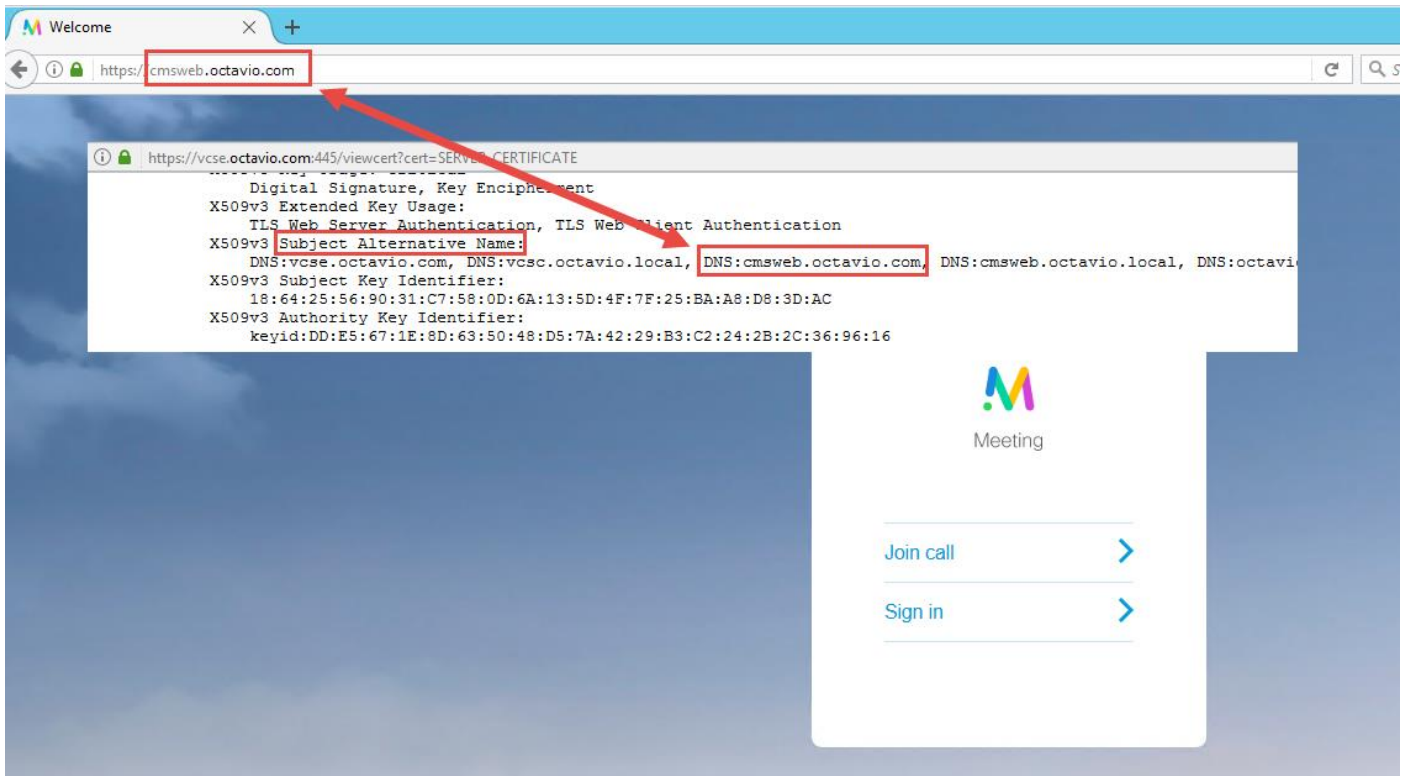 Welcome
https://cmsweb.octavio.com
https://vcse.octavio.com:445/viewcert?cert=SERVER_CERTIFICATE
Digital Signature, Key Encipherment
X509v3 Extended Key Usage:
TLS Web Server Authentication, TLS Web Client Authentication
X509v3 Subject Alternative Name:
DNS:vcse.octavio.com, DNS:vcsc.octavio.local, DNS:cmsweb.octavio.com, DNS:cmsweb.octavio.local, DNS:octavi
X509v3 Subject Key Identifier:
18:64:25:56:90:31:C7:58:0D:6A:13:5D:4F:7F:25:BA:A8:D8:3D:AC
X509v3 Authority Key Identifier:
keyid:DD:E5:67:1E:8D:63:50:48:D5:7A:42:29:B3:C2:24:2B:2C:36:96:16
Meeting
Join call
Sign in